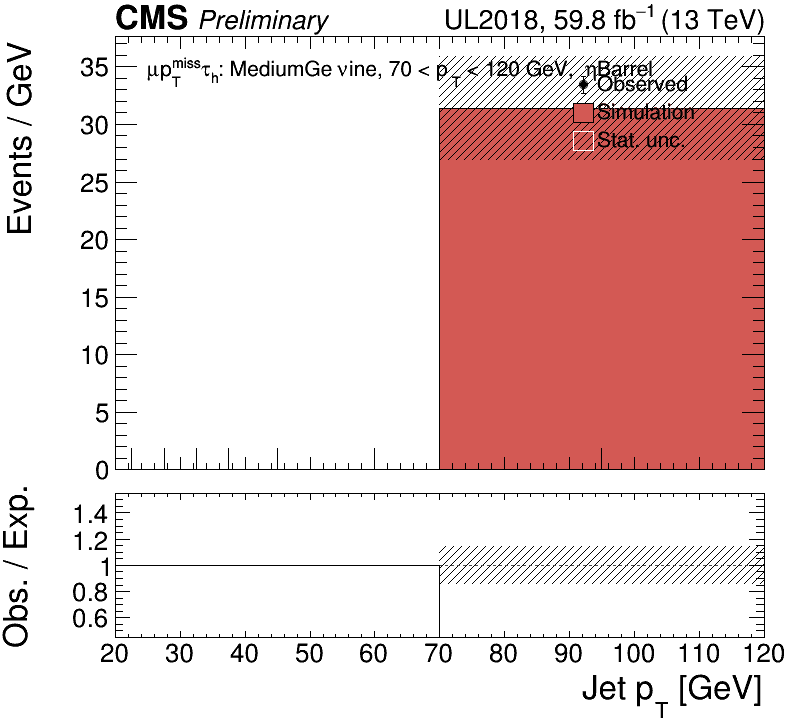 CMS Preliminary UL2018, 59.8 fb⁻¹ (13 TeV)
μp_T^miss τ_h: MediumGe vine, 70 < p_T < 120 GeV, ηBarrel
Observed
Simulation
Stat. unc.
Events / GeV
35
30
25
20
15
10
5
0
Obs. / Exp.
1.4
1.2
1
0.8
0.6
20 30 40 50 60 70 80 90 100 110 120
Jet p_T [GeV]